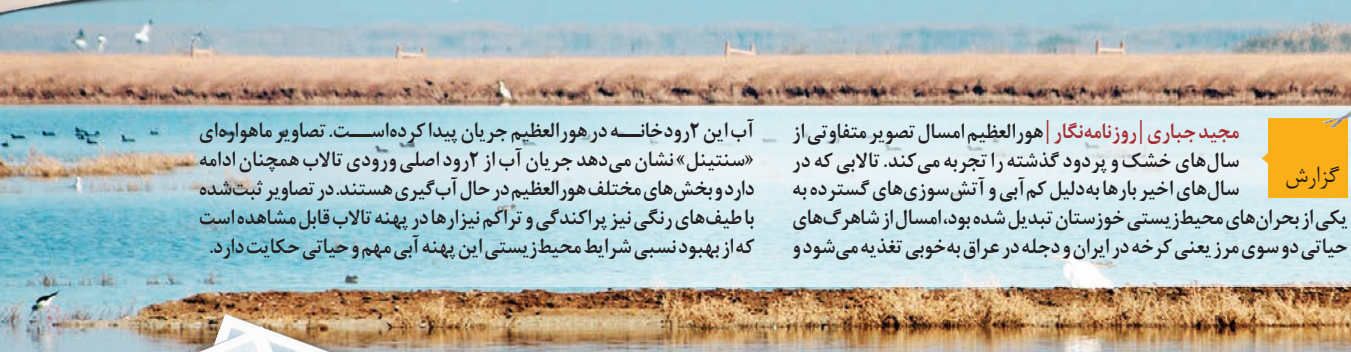 گزارش
مجید جباری | روزنامه‌نگار | هورالعظیم امسال تصویر متفاوتی از
سال‌های خشک و پر دود گذشته را تجربه می‌کند. تالابی که در
سال‌های اخیر بارها به‌دلیل کم‌آبی و آتش‌سوزی‌های گسترده به
یکی از بحران‌های محیط‌زیستی خوزستان تبدیل شده بود، امسال از شاهرگ‌های
حیاتی دو سوی مرز یعنی کرخه در ایران و دجله در عراق به‌خوبی تغذیه می‌شود و
آب این ۲رودخانه در هورالعظیم جریان پیدا کرده‌است. تصاویر ماهواره‌ای
«سنتینل» نشان می‌دهد جریان آب از ۲رود اصلی ورودی تالاب همچنان ادامه
دارد و بخش‌های مختلف هورالعظیم در حال آب‌گیری هستند. در تصاویر ثبت‌شده
با طیف‌های رنگی نیز پراکندگی و تراکم نیزارها در پهنه تالاب قابل مشاهده است
که از بهبود نسبی شرایط محیط‌زیستی این پهنه آبی مهم و حیاتی حکایت دارد.